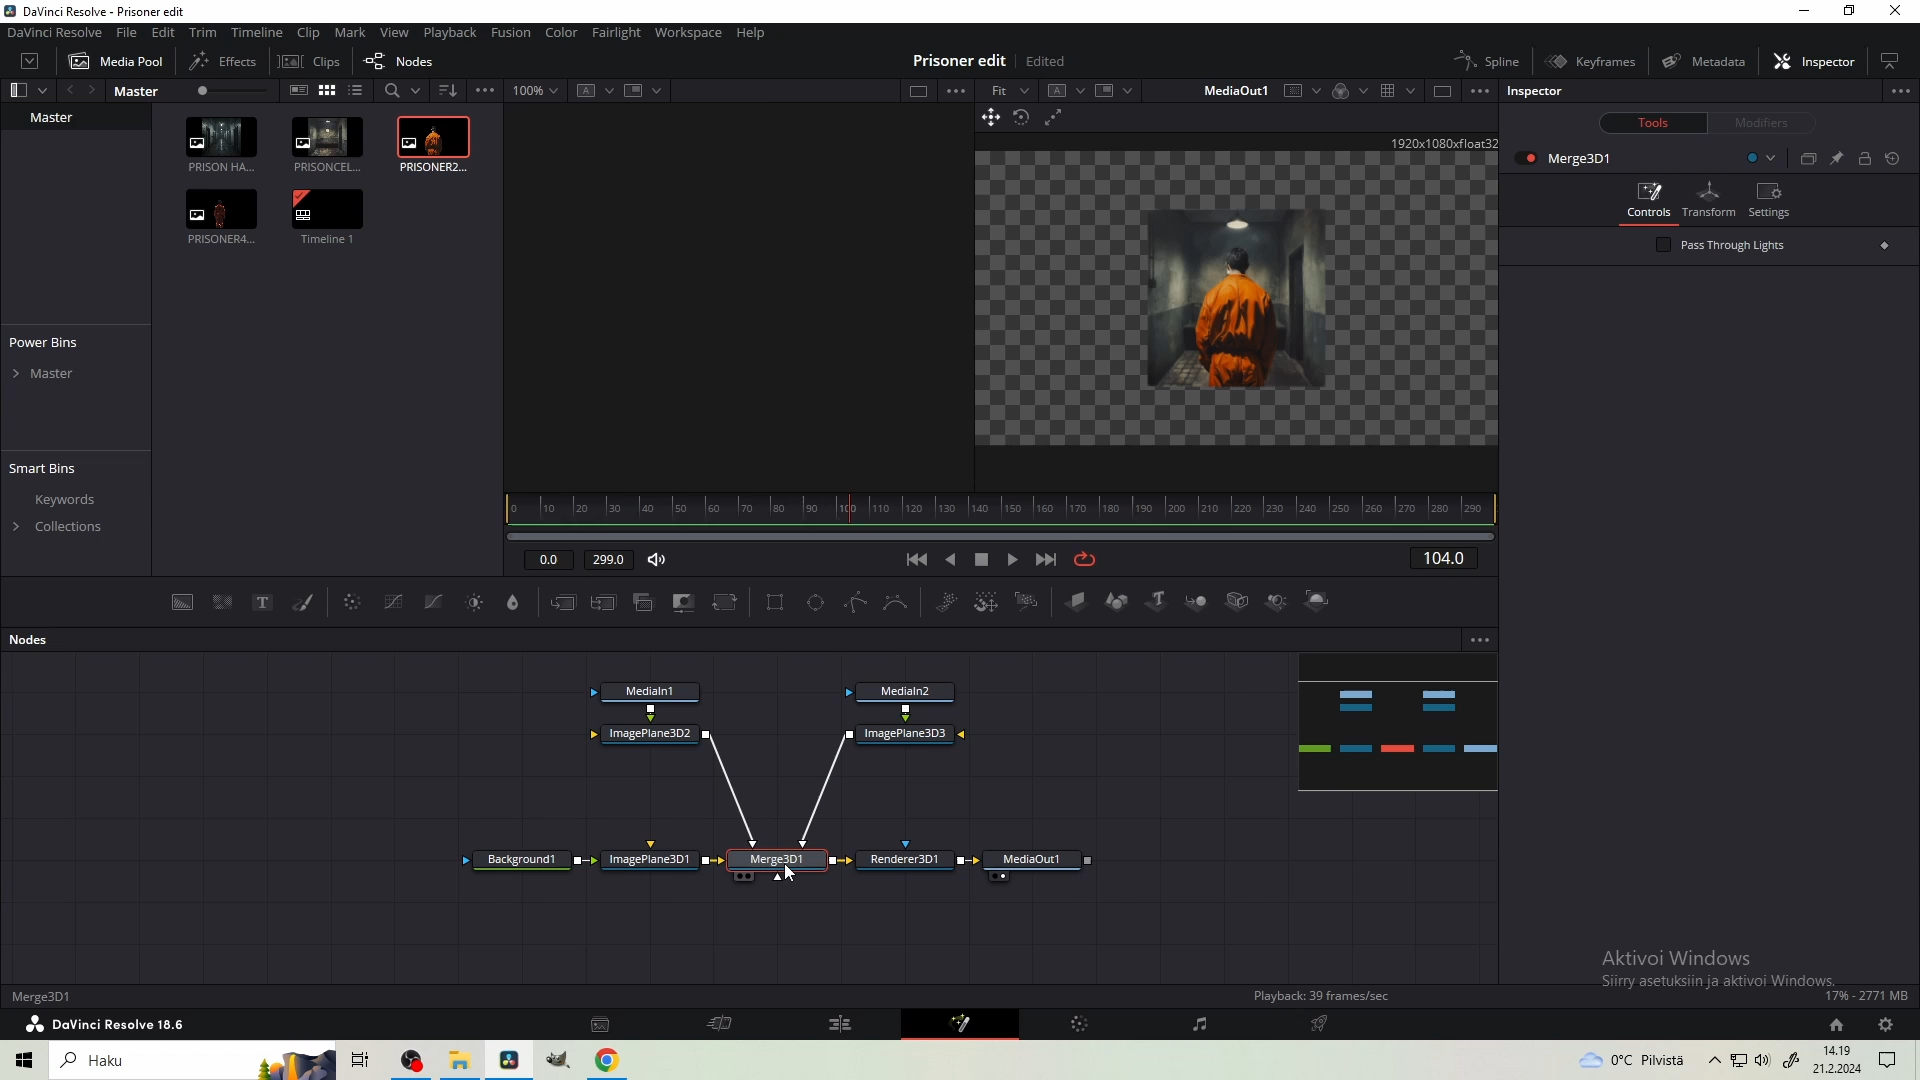 DaVinci Resolve - Prisoner edit
DaVinci Resolve File Edit Trim Timeline Clip Mark View Playback Fusion Color Fairlight Workspace Help
Media Pool Effects Clips Nodes Prisoner edit Edited Spline Keyframes Metadata Inspector
Master 100% Fit MediaOut1 Inspector
Master
Tools Modifiers
1920x1080xfloat32
Merge3D1
PRISON HA... PRISONCEL... PRISONER2...
Controls Transform Settings
PRISONER4... Timeline 1
Pass Through Lights
Power Bins
Master
Smart Bins
Keywords
Collections
0 10 20 30 40 50 60 70 80 90 100 110 120 130 140 150 160 170 180 190 200 210 220 230 240 250 260 270 280 290
0.0 299.0 104.0
Nodes
MediaIn1 MediaIn2
ImagePlane3D2 ImagePlane3D3
Background1 ImagePlane3D1 Merge3D1 Renderer3D1 MediaOut1
Aktivoi Windows
Siirry asetuksiin ja aktivoi Windows.
Merge3D1 Playback: 39 frames/sec 17% - 2771 MB
DaVinci Resolve 18.6
Haku 0°C Pilvistä 14.19
21.2.2024